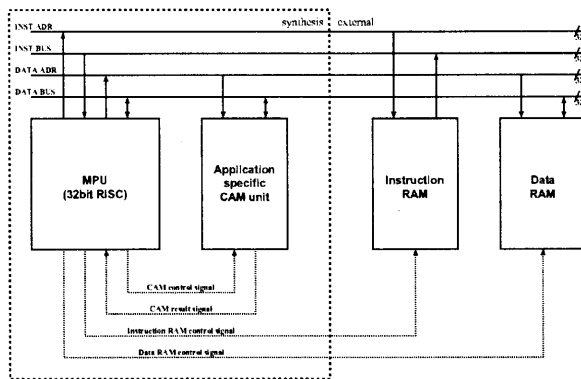 synthesis external
INST ADR
INST BUS
DATA ADR
DATA BUS
MPU
(32bit RISC)
Application
specific
CAM unit
Instruction
RAM
Data
RAM
CAM control signal
CAM result signal
Instruction RAM control signal
Data RAM control signal